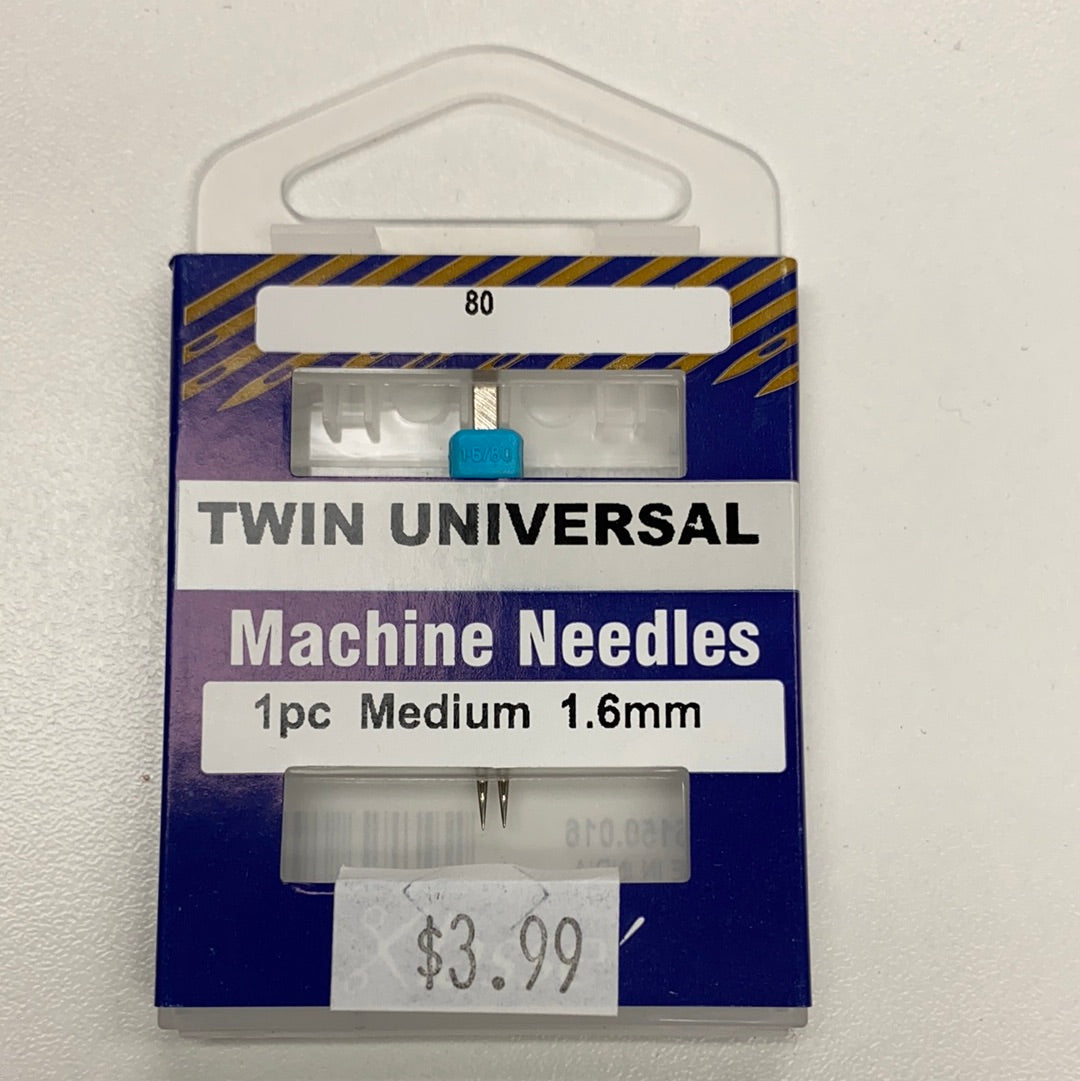 80
1.6/80
TWIN UNIVERSAL
Machine Needles
1pc Medium 1.6mm
$3.99